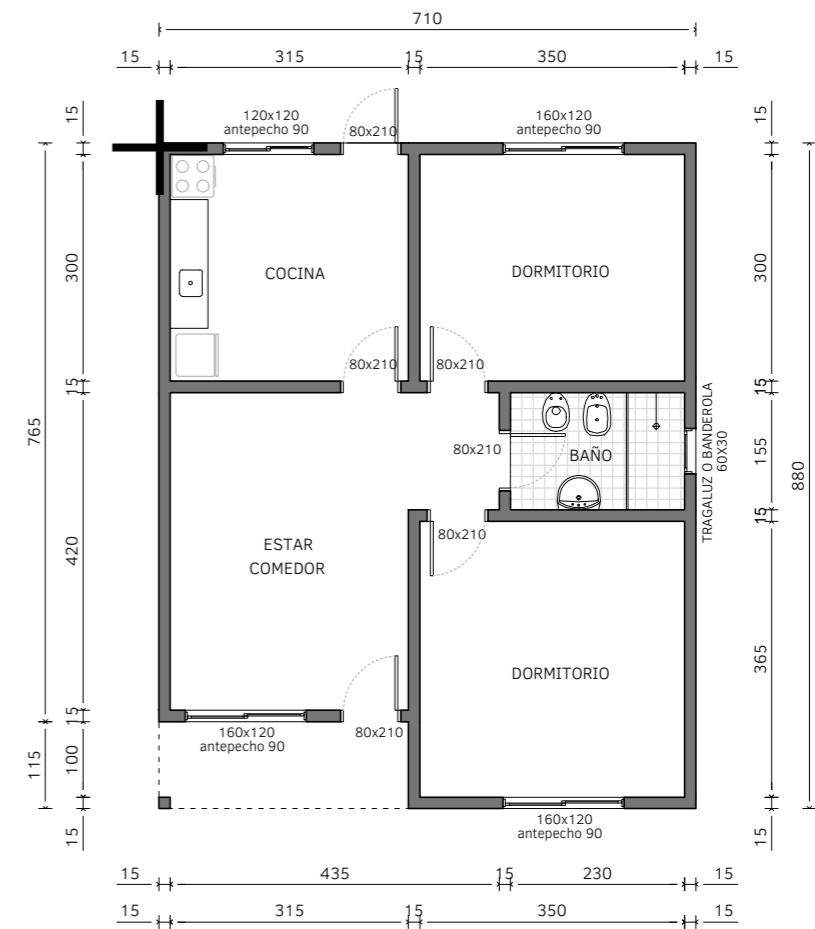 710
15 315 15 350 15
15
15
120x120
antepecho 90
80x210
160x120
antepecho 90
300
COCINA
DORMITORIO
300
80x210
80x210
15
15
765
80x210
BAÑO
TRAGALUZ O BANDEROLA
60X30
155
880
15
80x210
420
ESTAR
COMEDOR
365
DORMITORIO
15
160x120
antepecho 90
80x210
115
100
15
160x120
antepecho 90
15
15 435 15 230 15
15 315 15 350 15